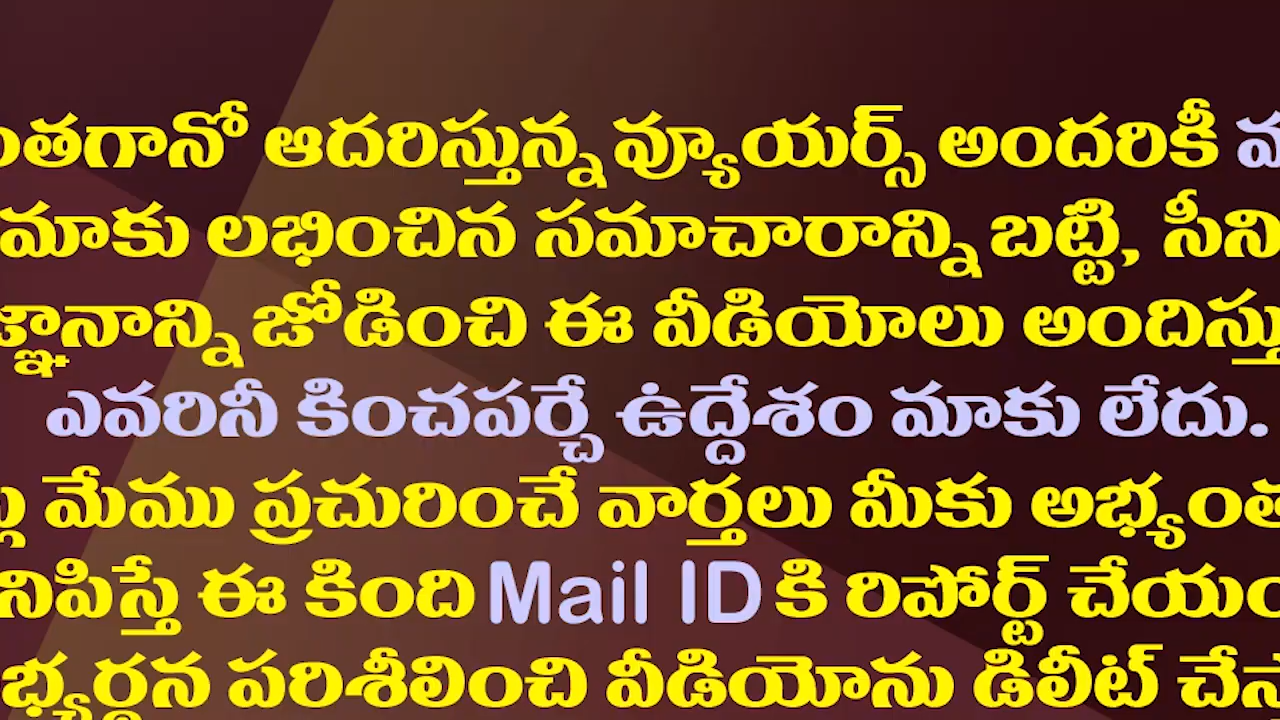 ంతగానో ఆదరిస్తున్న వ్యూయర్స్ అందరికీ
మాకు లభించిన సమాచారాన్ని బట్టి, సీని
జ్ఞానాన్ని జోడించి ఈ వీడియోలు అందిస్తు
ఎవరినీ కించపర్చే ఉద్దేశం మాకు లేదు.
మేము ప్రచురించే వార్తలు మీకు అభ్యంత
నిపిస్తే ఈ కింది Mail ID కి రిపోర్ట్ చేయం
భ్యర్థన పరిశీలించి వీడియోను డిలీట్ చేస